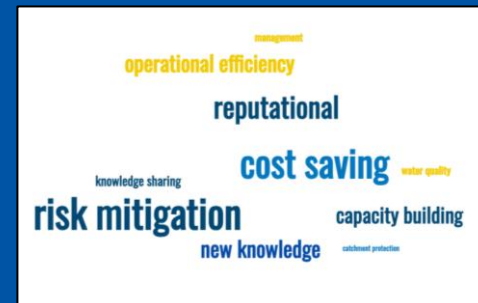 management
operational efficiency
reputational
cost saving
water quality
knowledge sharing
risk mitigation
capacity building
new knowledge
catchment protection